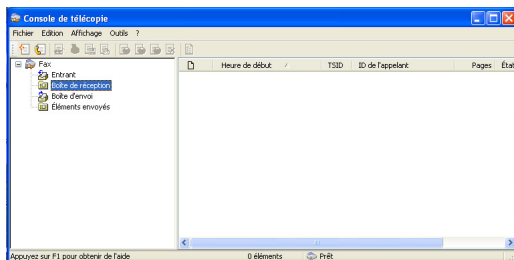 Console de télécopie
Fichier Edition Affichage Outils ?
Fax
Entrant
Boîte de réception
Boîte d'envoi
Éléments envoyés
Heure de début TSID ID de l'appelant Pages État
Appuyez sur F1 pour obtenir de l'aide 0 éléments Prêt